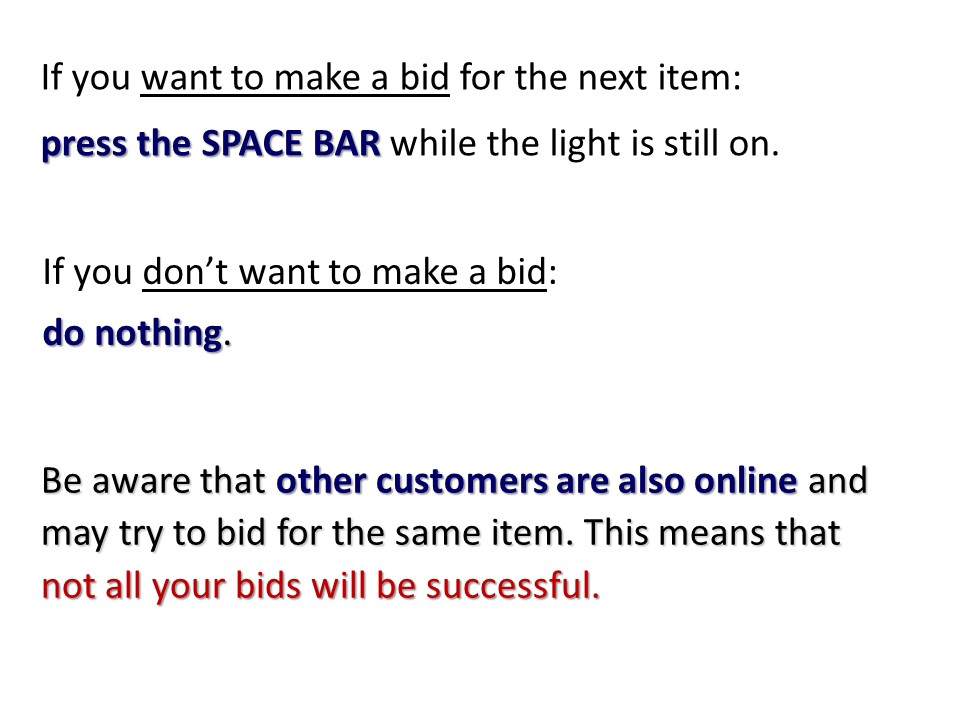 If you want to make a bid for the next item:
press the SPACE BAR while the light is still on.
If you don’t want to make a bid:
do nothing.
Be aware that other customers are also online and
may try to bid for the same item. This means that
not all your bids will be successful.